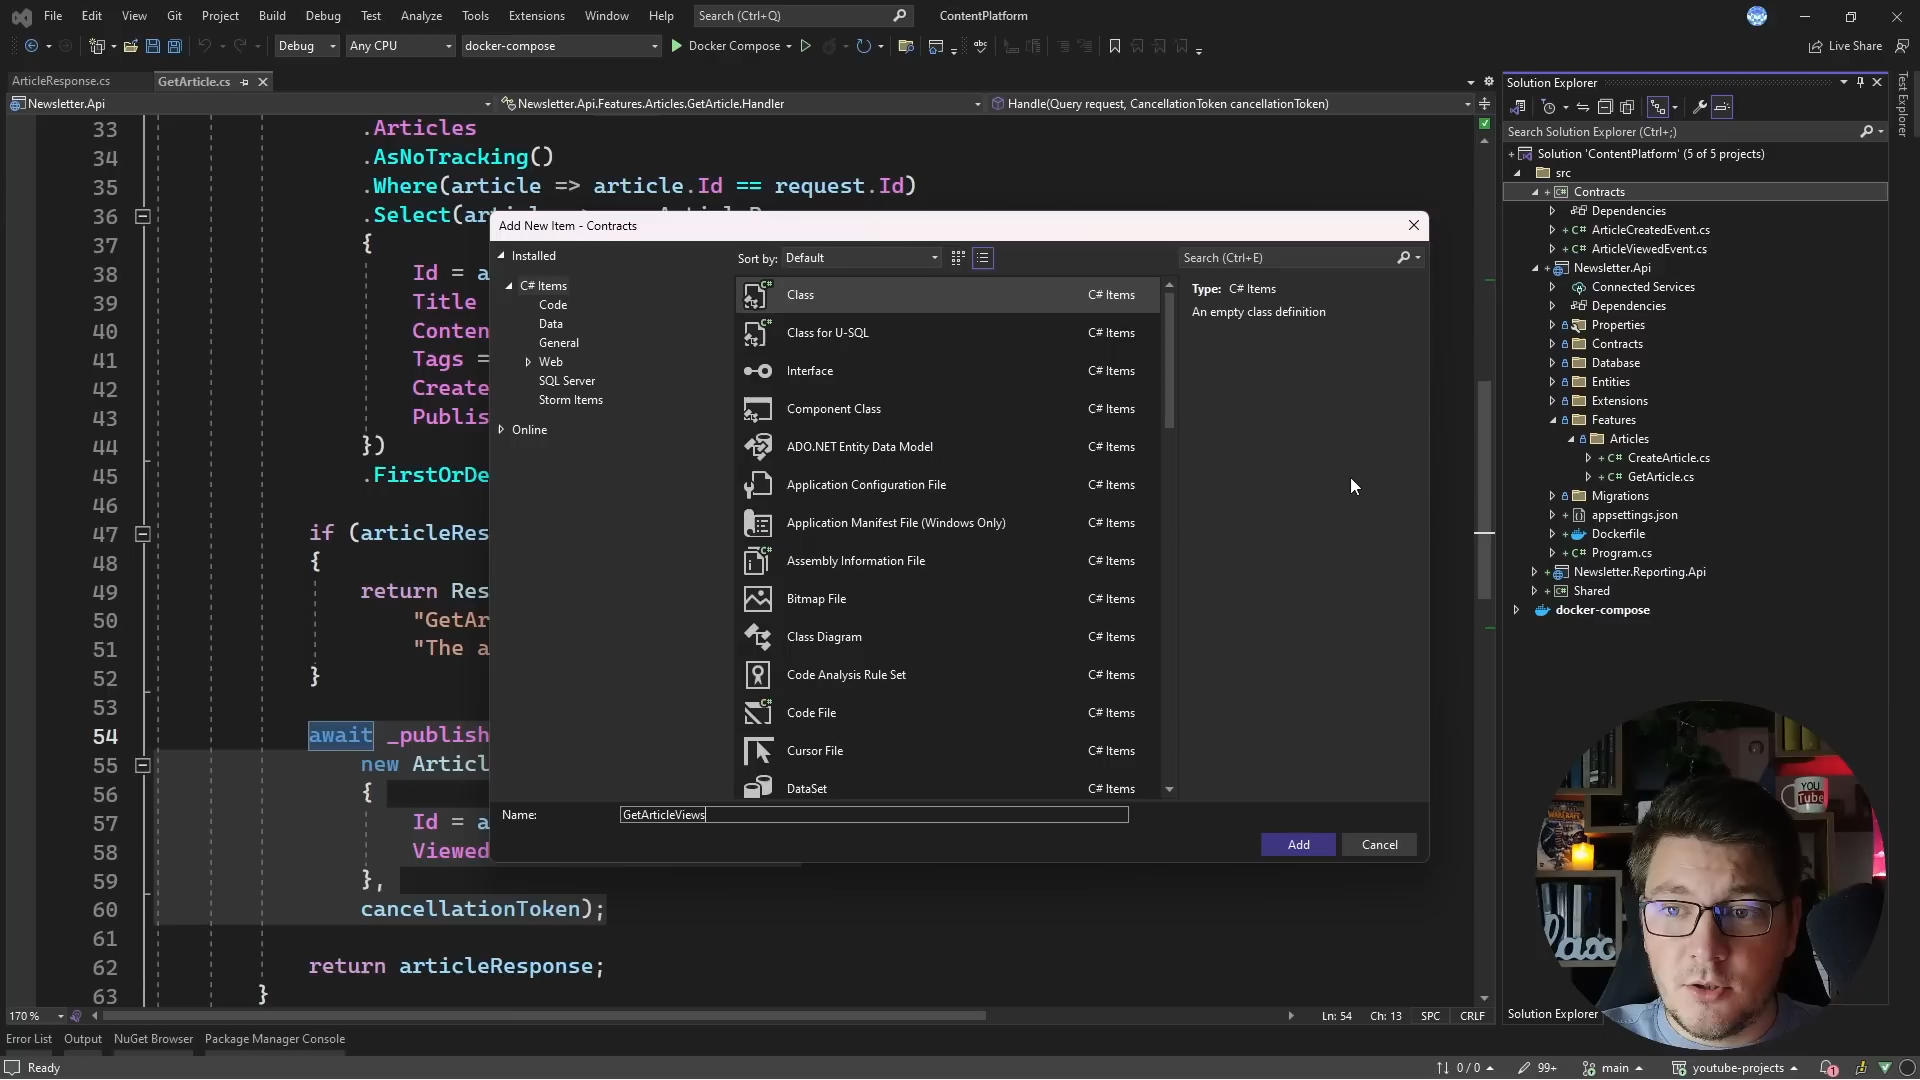 File Edit View Git Project Build Debug Test Analyze Tools Extensions Window Help Search (Ctrl+Q) ContentPlatform
Debug Any CPU docker-compose Docker Compose Live Share
ArticleResponse.cs GetArticle.cs
Newsletter.Api Newsletter.Api.Features.Articles.GetArticle.Handler Handle(Query request, CancellationToken cancellationToken)
33 .Articles
34 .AsNoTracking()
35 .Where(article => article.Id == request.Id)
36 .Select(
37 {
38 Id = a
39 Title
40 Conten
41 Tags =
42 Create
43 Publis
44 })
45 .FirstOrDe
46
47 if (articleRes
48 {
49 return Res
50 "GetAr
51 "The a
52 }
53
54 await _publish
55 new Articl
56 {
57 Id = a
58 Viewed
59 },
60 cancellationToken);
61
62 return articleResponse;
63 }
170 % Ln: 54 Ch: 13 SPC CRLF
Error List Output NuGet Browser Package Manager Console
Ready 0 / 0 99+ main youtube-projects 1
Add New Item - Contracts
Installed
C# Items
Code
Data
General
Web
SQL Server
Storm Items
Online
Sort by: Default Search (Ctrl+E)
Class C# Items
Class for U-SQL C# Items
Interface C# Items
Component Class C# Items
ADO.NET Entity Data Model C# Items
Application Configuration File C# Items
Application Manifest File (Windows Only) C# Items
Assembly Information File C# Items
Bitmap File C# Items
Class Diagram C# Items
Code Analysis Rule Set C# Items
Code File C# Items
Cursor File C# Items
DataSet C# Items
Type: C# Items
An empty class definition
Name: GetArticleViews
Add Cancel
Solution Explorer
Search Solution Explorer (Ctrl+;)
Solution 'ContentPlatform' (5 of 5 projects)
src
Contracts
Dependencies
C# ArticleCreatedEvent.cs
C# ArticleViewedEvent.cs
Newsletter.Api
Connected Services
Dependencies
Properties
Contracts
Database
Entities
Extensions
Features
Articles
C# CreateArticle.cs
C# GetArticle.cs
Migrations
appsettings.json
Dockerfile
C# Program.cs
Newsletter.Reporting.Api
Shared
docker-compose
Solution Explorer
Test Explorer
You
Tube